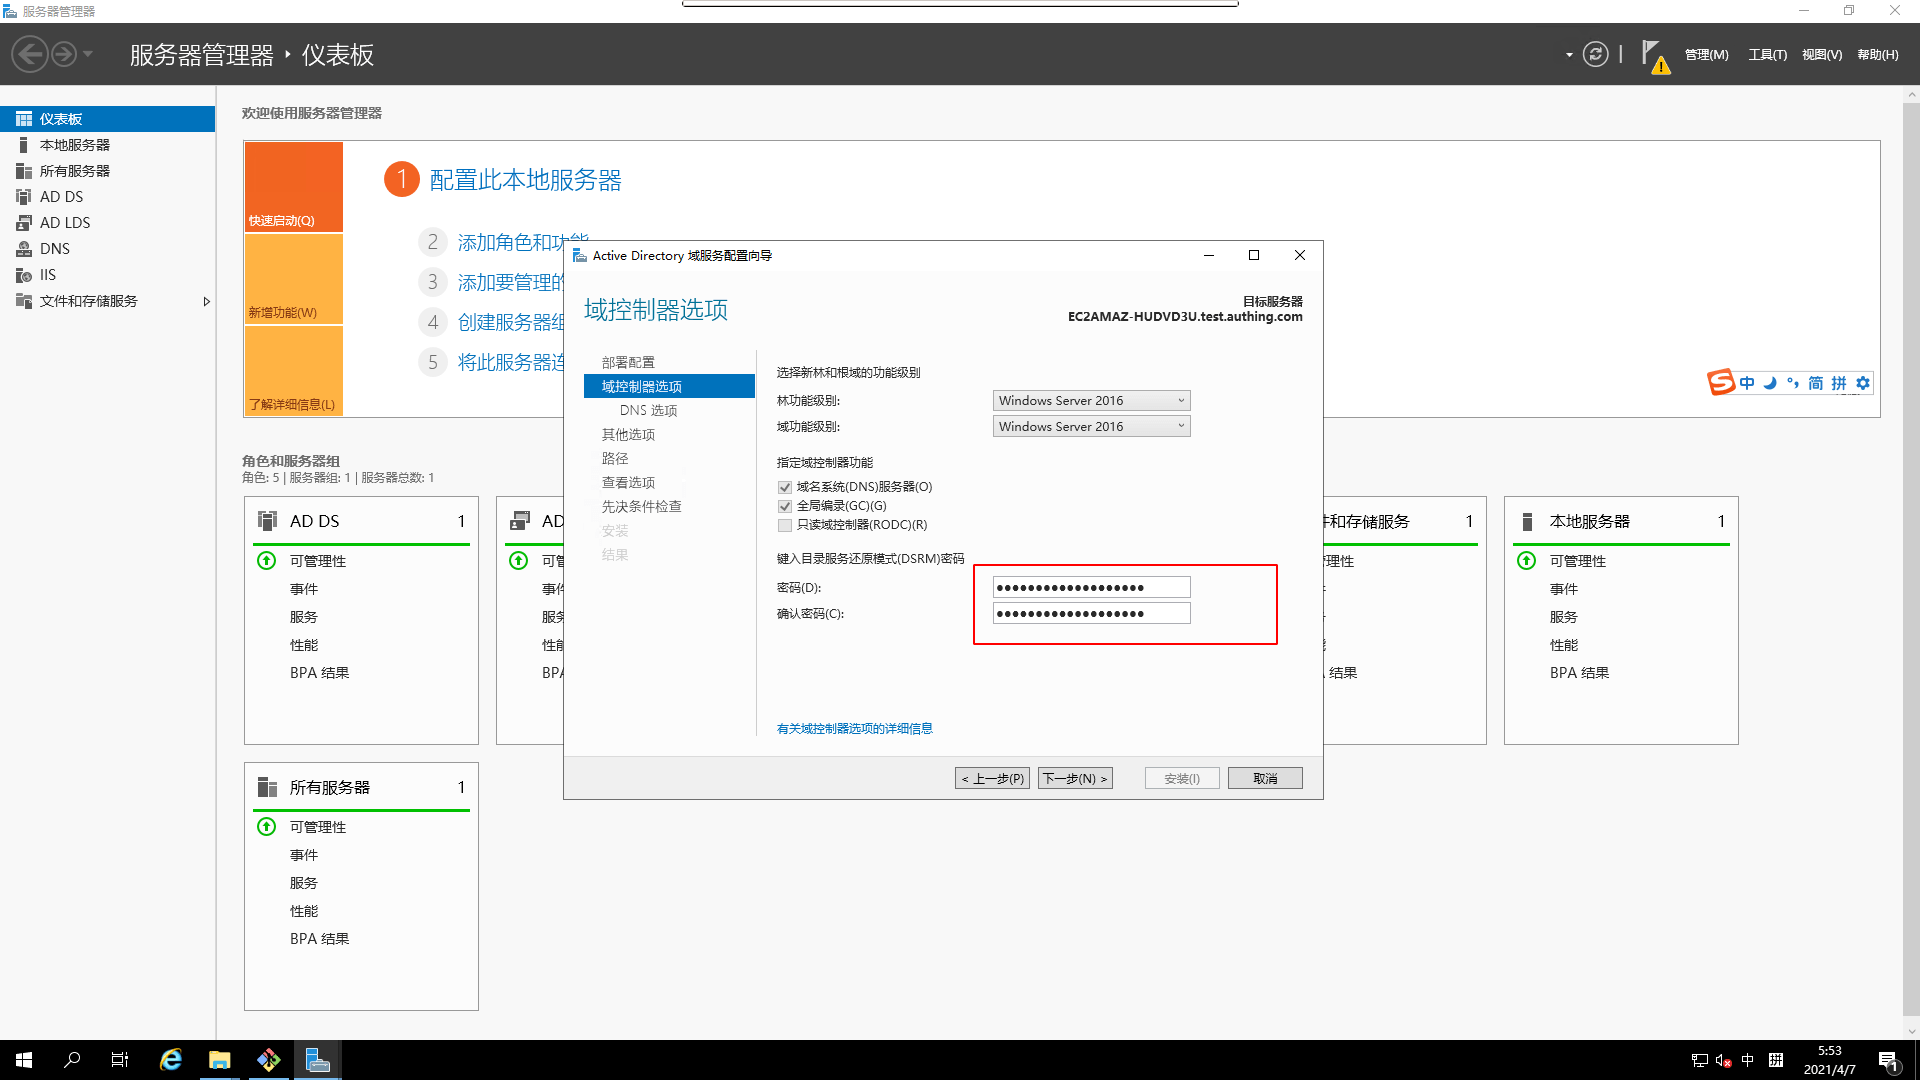 服务器管理器
服务器管理器 · 仪表板
管理(M) 工具(T) 视图(V) 帮助(H)
仪表板
本地服务器
所有服务器
AD DS
AD LDS
DNS
IIS
文件和存储服务
欢迎使用服务器管理器
快速启动(Q)
新增功能(W)
了解详细信息(L)
1 配置此本地服务器
2 添加角色和功能
3 添加要管理的
4 创建服务器组
5 将此服务器连
中 简 拼
Active Directory 域服务配置向导
域控制器选项
目标服务器
EC2AMAZ-HUDVD3U.test.authing.com
部署配置
域控制器选项
DNS 选项
其他选项
路径
查看选项
先决条件检查
安装
结果
选择新林和根域的功能级别
林功能级别: Windows Server 2016
域功能级别: Windows Server 2016
指定域控制器功能
域名系统(DNS)服务器(O)
全局编录(GC)(G)
只读域控制器(RODC)(R)
键入目录服务还原模式(DSRM)密码
密码(D): ●●●●●●●●●●●●●●●●●●●
确认密码(C): ●●●●●●●●●●●●●●●●●●●
有关域控制器选项的详细信息
< 上一步(P) 下一步(N) > 安装(I) 取消
角色和服务器组
角色: 5 | 服务器组: 1 | 服务器总数: 1
AD DS 1
可管理性
事件
服务
性能
BPA 结果
AD
可管
事件
服务
性能
BPA
件和存储服务 1
理性
结果
本地服务器 1
可管理性
事件
服务
性能
BPA 结果
所有服务器 1
可管理性
事件
服务
性能
BPA 结果
中 拼
5:53
2021/4/7
1